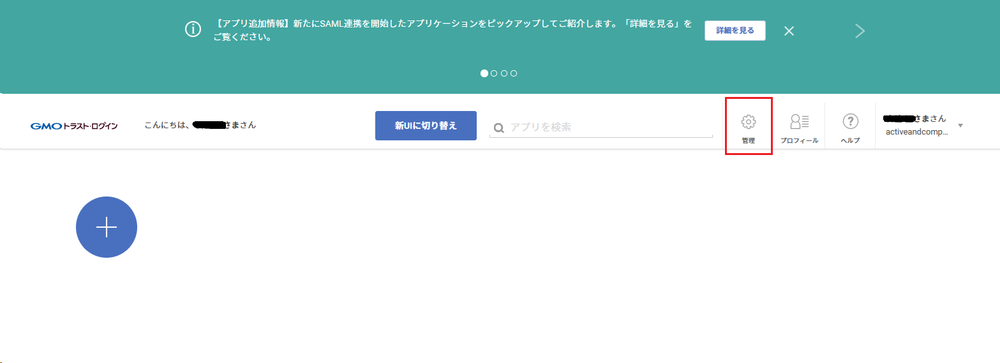 【アプリ追加情報】新たにSAML連携を開始したアプリケーションをピックアップしてご紹介します。「詳細を見る」を
ご覧ください。
詳細を見る
GMOトラスト・ログイン
こんにちは、さまさん
新UIに切り替え
アプリを検索
管理
プロフィール
ヘルプ
さまさん
activeandcomp...